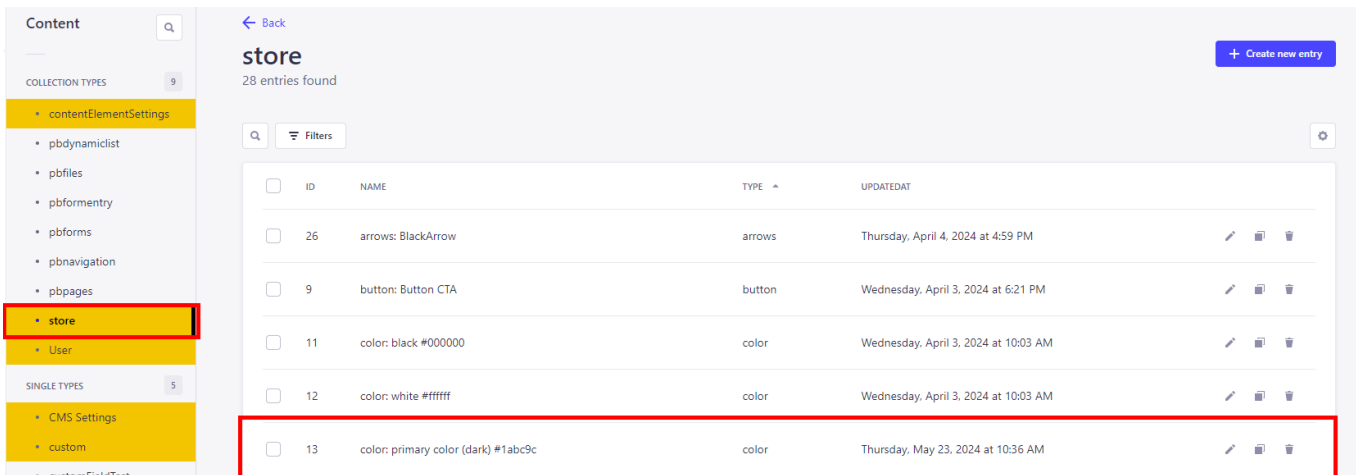 Content
COLLECTION TYPES 9
contentElementSettings
pbdynamiclist
pbfiles
pbformentry
pbforms
pbnavigation
pbpages
store
User
SINGLE TYPES 5
CMS Settings
custom
customFieldTest
Back
store
28 entries found
+ Create new entry
Filters
ID NAME TYPE UPDATEDAT
26 arrows: BlackArrow arrows Thursday, April 4, 2024 at 4:59 PM
9 button: Button CTA button Wednesday, April 3, 2024 at 6:21 PM
11 color: black #000000 color Wednesday, April 3, 2024 at 10:03 AM
12 color: white #ffffff color Wednesday, April 3, 2024 at 10:03 AM
13 color: primary color (dark) #1abc9c color Thursday, May 23, 2024 at 10:36 AM